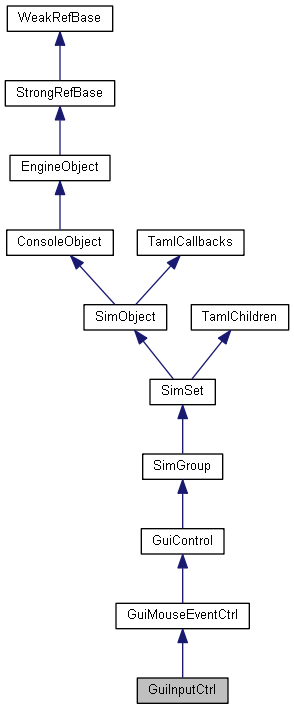 WeakRefBase
StrongRefBase
EngineObject
ConsoleObject
TamlCallbacks
SimObject
TamlChildren
SimSet
SimGroup
GuiControl
GuiMouseEventCtrl
GuiInputCtrl